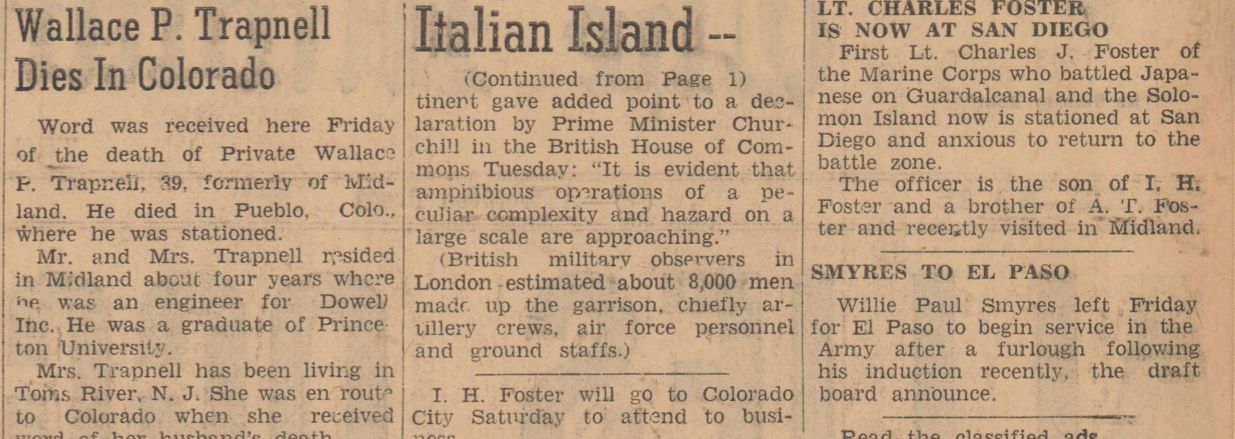 Wallace P. Trapnell
Dies In Colorado
Word was received here Friday
of the death of Private Wallace
P. Trapnell, 39, formerly of Mid-
land. He died in Pueblo, Colo.,
where he was stationed.
Mr. and Mrs. Trapnell resided
in Midland about four years where
he was an engineer for Dowell
Inc. He was a graduate of Prince-
ton University.
Mrs. Trapnell has been living in
Toms River, N. J. She was en route
to Colorado when she received
word of her husband's death.
Italian Island --
(Continued from Page 1)
tinent gave added point to a dec-
laration by Prime Minister Chur-
chill in the British House of Com-
mons Tuesday: "It is evident that
amphibious operations of a pe-
culiar complexity and hazard on a
large scale are approaching."
(British military observers in
London estimated about 8,000 men
made up the garrison, chiefly ar-
tillery crews, air force personnel
and ground staffs.)
I. H. Foster will go to Colorado
City Saturday to attend to busi-
ness.
LT. CHARLES FOSTER
IS NOW AT SAN DIEGO
First Lt. Charles J. Foster of
the Marine Corps who battled Japa-
nese on Guardalcanal and the Solo-
mon Island now is stationed at San
Diego and anxious to return to the
battle zone.
The officer is the son of I. H.
Foster and a brother of A. T. Fos-
ter and recently visited in Midland.
SMYRES TO EL PASO
Willie Paul Smyres left Friday
for El Paso to begin service in the
Army after a furlough following
his induction recently, the draft
board announce.
Read the classified ads.